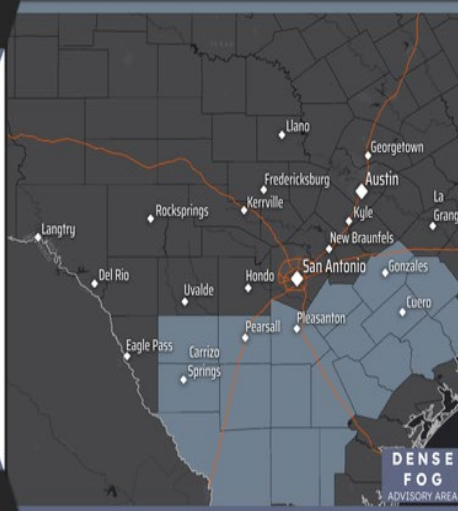 Llano
Georgetown
Fredericksburg
Austin
Kerrville
Rocksprings
Kyle
La
Grang
Langtry
New Braunfels
Del Rio
Hondo
San Antonio
Gonzales
Uvalde
Cuero
Pearsall
Pleasanton
Eagle Pass
Carrizo
Springs
DENSE
FOG
ADVISORY AREA